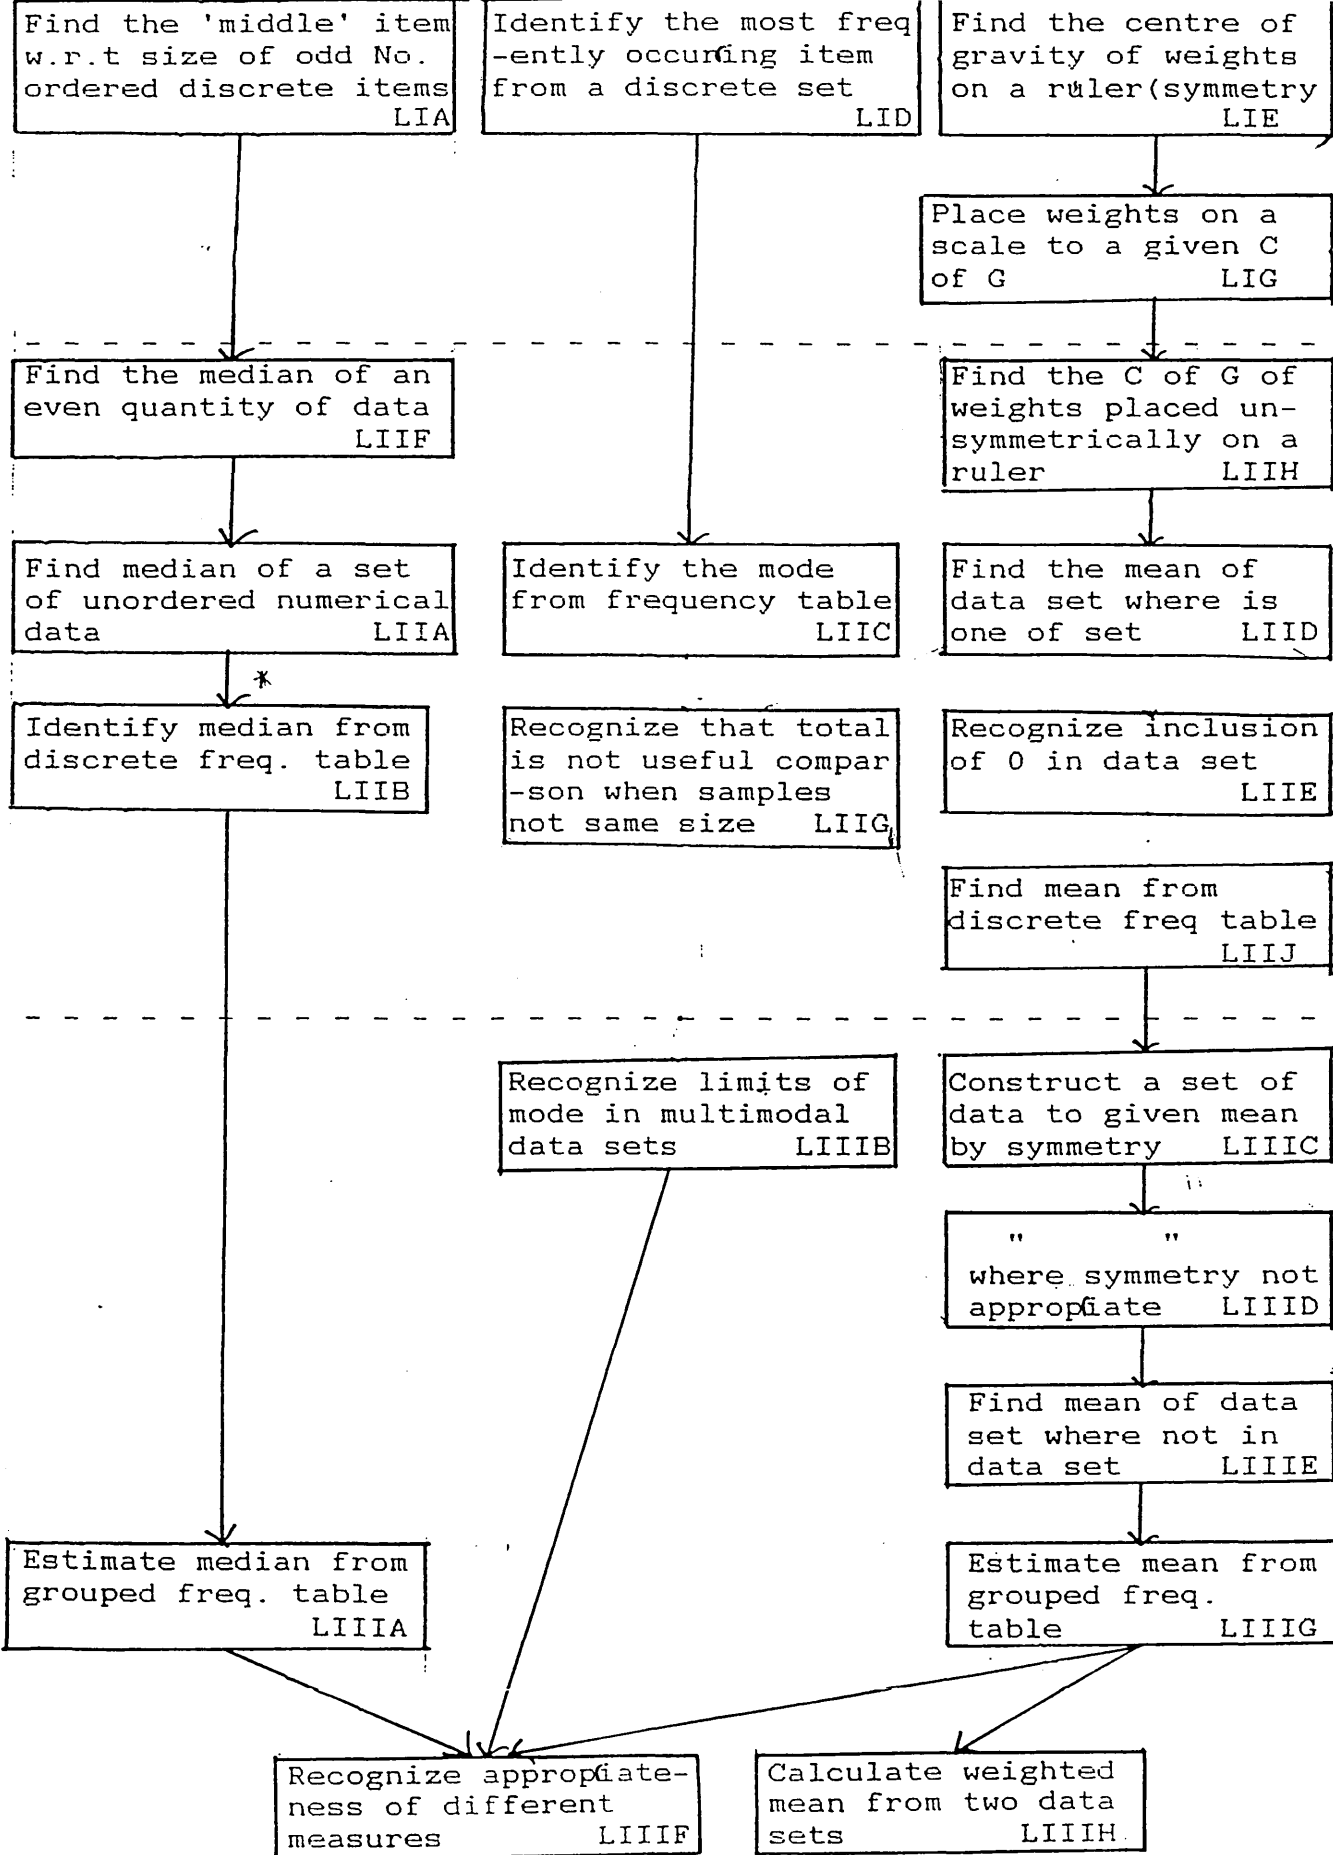 Find the 'middle' item
w.r.t size of odd No.
ordered discrete items
LIA
Identify the most freq
-ently occurring item
from a discrete set
LID
Find the centre of
gravity of weights
on a ruler(symmetry
LIE )
Place weights on a
scale to a given C
of G LIG
Find the median of an
even quantity of data
LIIF
Find the C of G of
weights placed un-
symmetrically on a
ruler LIIH
Find median of a set
of unordered numerical
data LIIA
Identify the mode
from frequency table
LIIC
Find the mean of
data set where is
one of set LIID
*
Identify median from
discrete freq. table
LIIB
Recognize that total
is not useful compar
-son when samples
not same size LIIG
Recognize inclusion
of 0 in data set
LIIE
Find mean from
discrete freq table
LIIJ
Recognize limits of
mode in multimodal
data sets LIIIB
Construct a set of
data to given mean
by symmetry LIIIC
" "
where symmetry not
appropriate LIIID
Find mean of data
set where not in
data set LIIIE
Estimate median from
grouped freq. table
LIIIA
Estimate mean from
grouped freq.
table LIIIG
Recognize appropriate-
ness of different
measures LIIIF
Calculate weighted
mean from two data
sets LIIIH